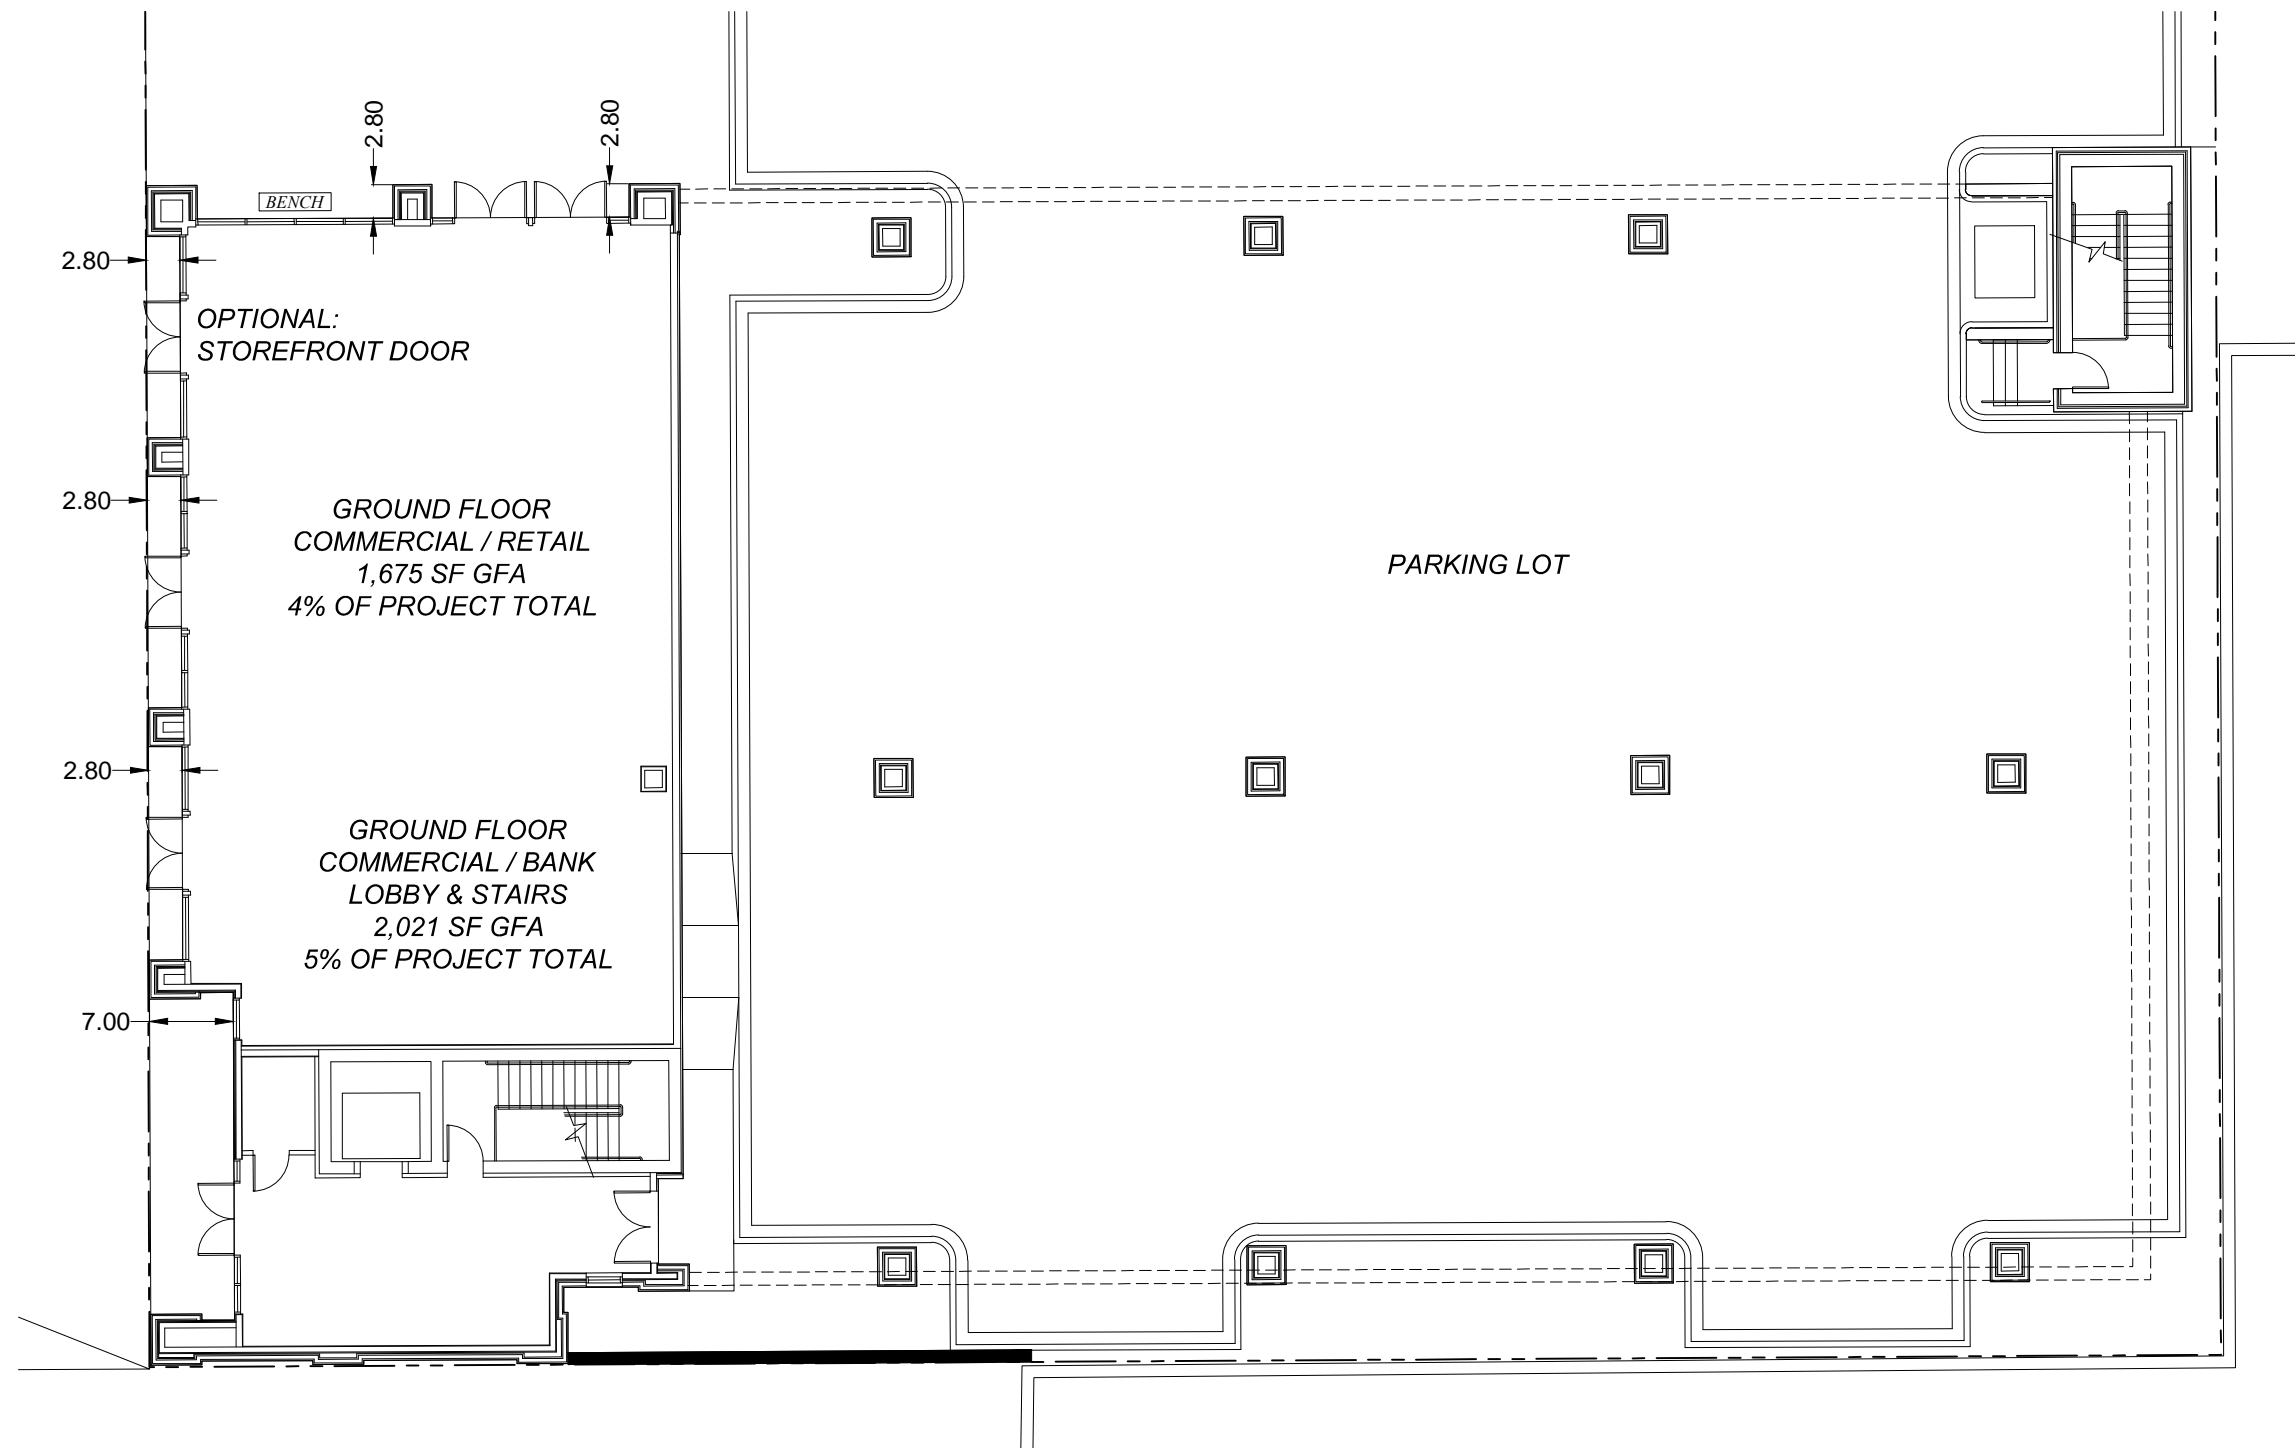 2.80
2.80
BENCH
2.80
OPTIONAL:
STOREFRONT DOOR
2.80
GROUND FLOOR
COMMERCIAL / RETAIL
1,675 SF GFA
4% OF PROJECT TOTAL
PARKING LOT
2.80
GROUND FLOOR
COMMERCIAL / BANK
LOBBY & STAIRS
2,021 SF GFA
5% OF PROJECT TOTAL
7.00